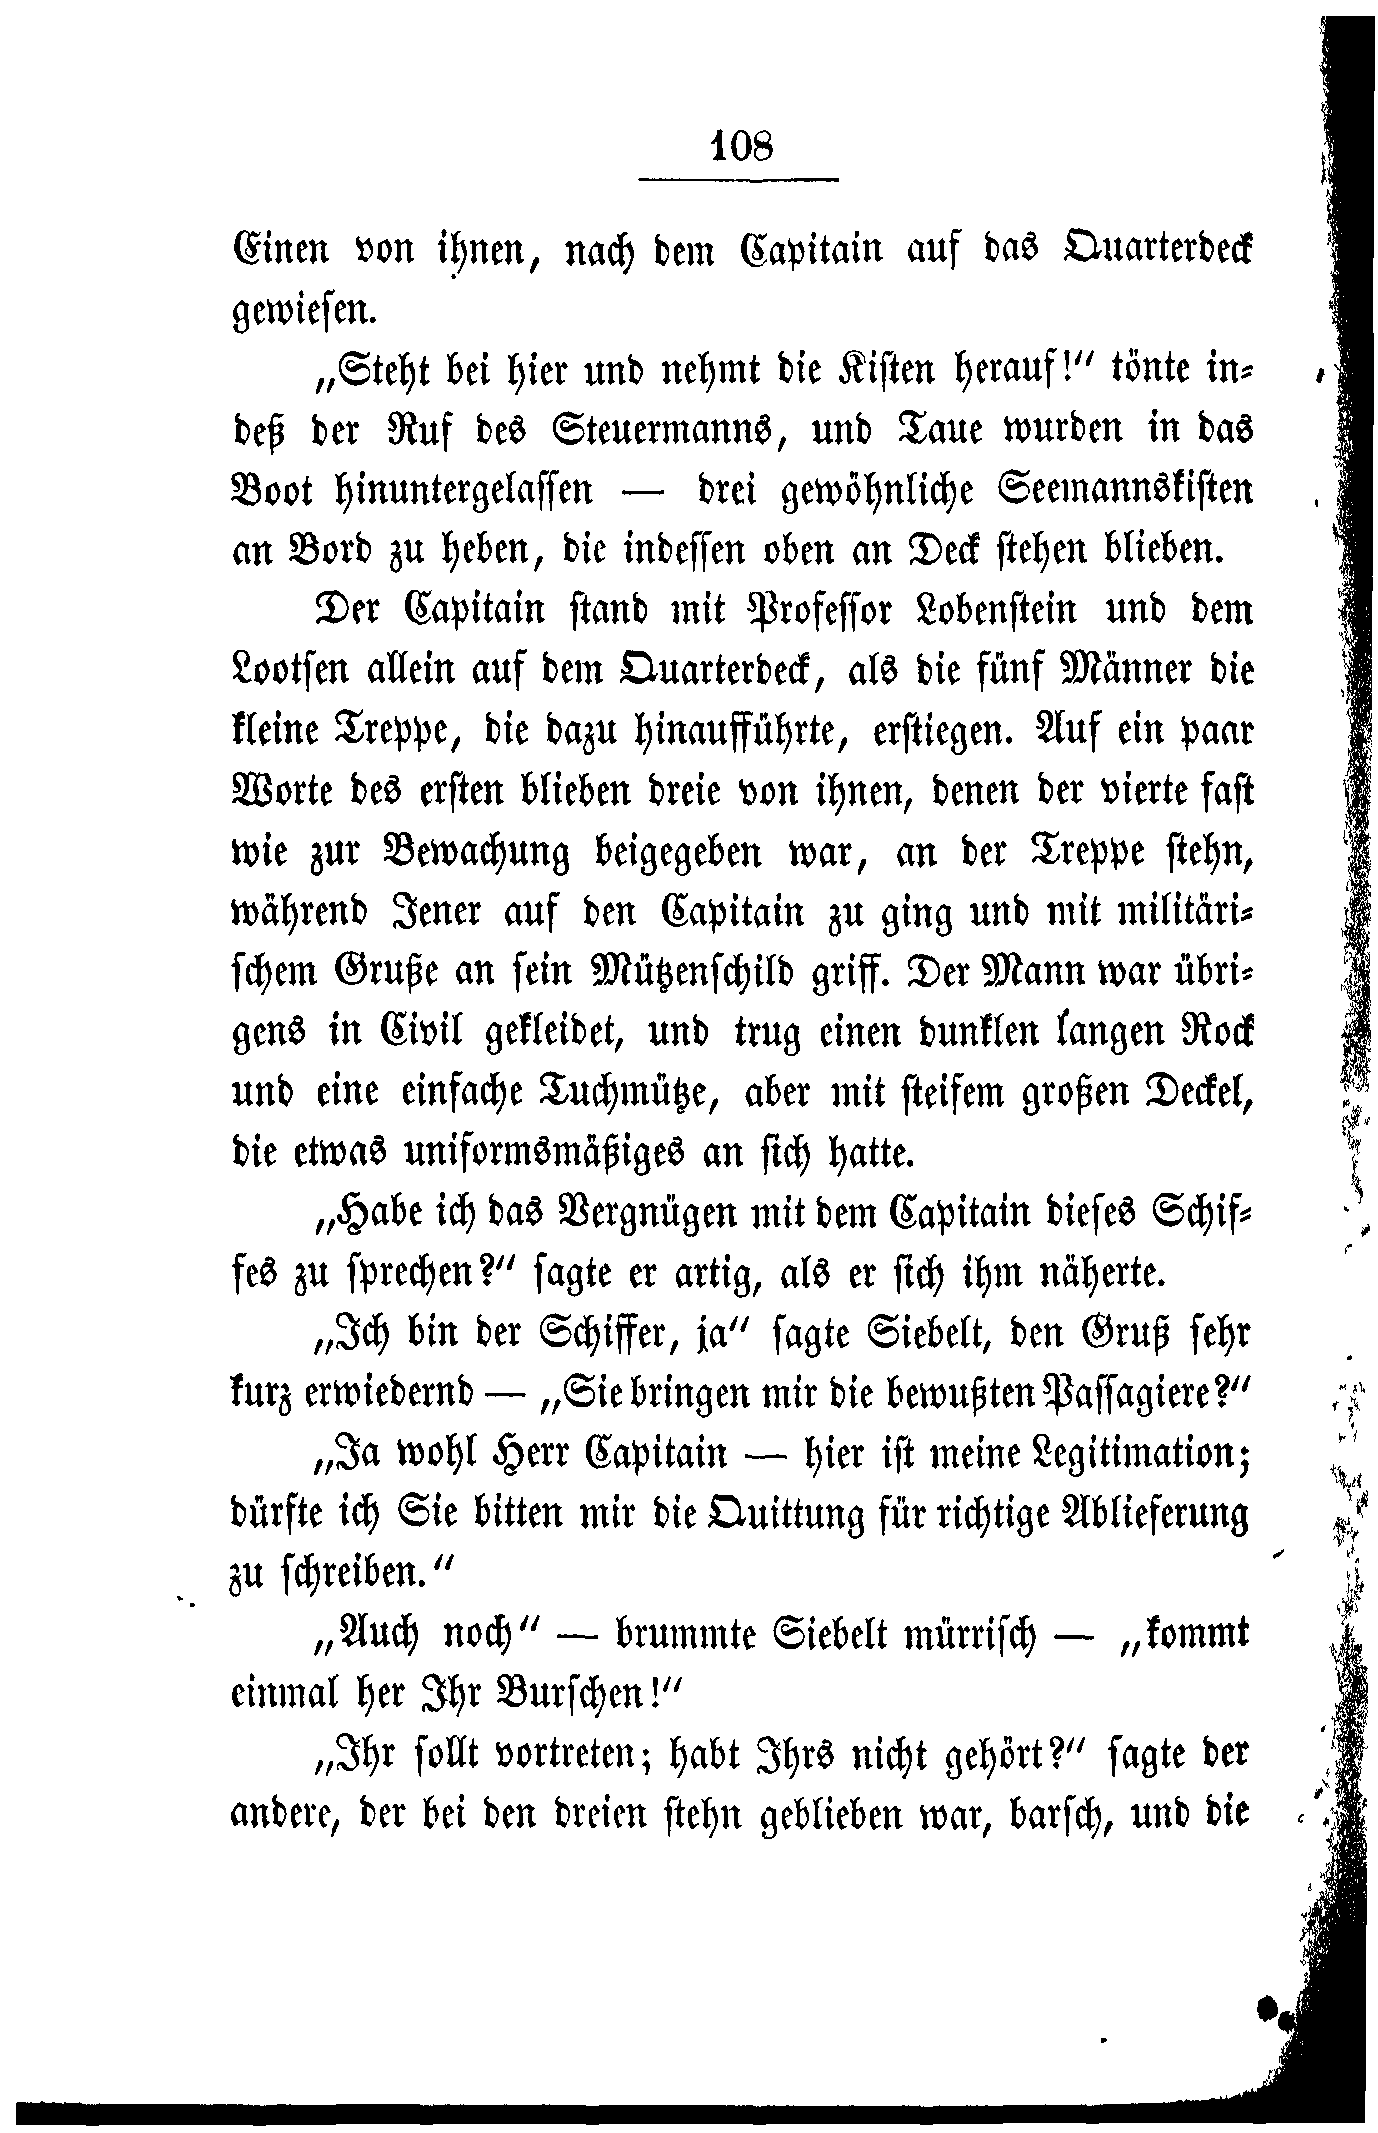 108
Einen von ihnen, nach dem Capitain auf das Quarterdeck
gewiesen.
„Steht bei hier und nehmt die Kisten herauf!“ tönte in-
deß der Ruf des Steuermanns, und Taue wurden in das
Boot hinuntergelassen — drei gewöhnliche Seemannskisten
an Bord zu heben, die indessen oben an Deck stehen blieben.
Der Capitain stand mit Professor Lobenstein und dem
Lootsen allein auf dem Quarterdeck, als die fünf Männer die
kleine Treppe, die dazu hinaufführte, erstiegen. Auf ein paar
Worte des ersten blieben dreie von ihnen, denen der vierte fast
wie zur Bewachung beigegeben war, an der Treppe stehn,
während Jener auf den Capitain zu ging und mit militäri-
schem Gruße an sein Mützenschild griff. Der Mann war übri-
gens in Civil gekleidet, und trug einen dunklen langen Rock
und eine einfache Tuchmütze, aber mit steifem großen Deckel,
die etwas uniformsmäßiges an sich hatte.
„Habe ich das Vergnügen mit dem Capitain dieses Schif-
fes zu sprechen?“ sagte er artig, als er sich ihm näherte.
„Ich bin der Schiffer, ja“ sagte Siebelt, den Gruß sehr
kurz erwiedernd — „Sie bringen mir die bewußten Passagiere?“
„Ja wohl Herr Capitain — hier ist meine Legitimation;
dürfte ich Sie bitten mir die Quittung für richtige Ablieferung
zu schreiben.“
„Auch noch“ — brummte Siebelt mürrisch — „kommt
einmal her Ihr Burschen!“
„Ihr sollt vortreten; habt Ihrs nicht gehört?“ sagte der
andere, der bei den dreien stehn geblieben war, barsch, und die